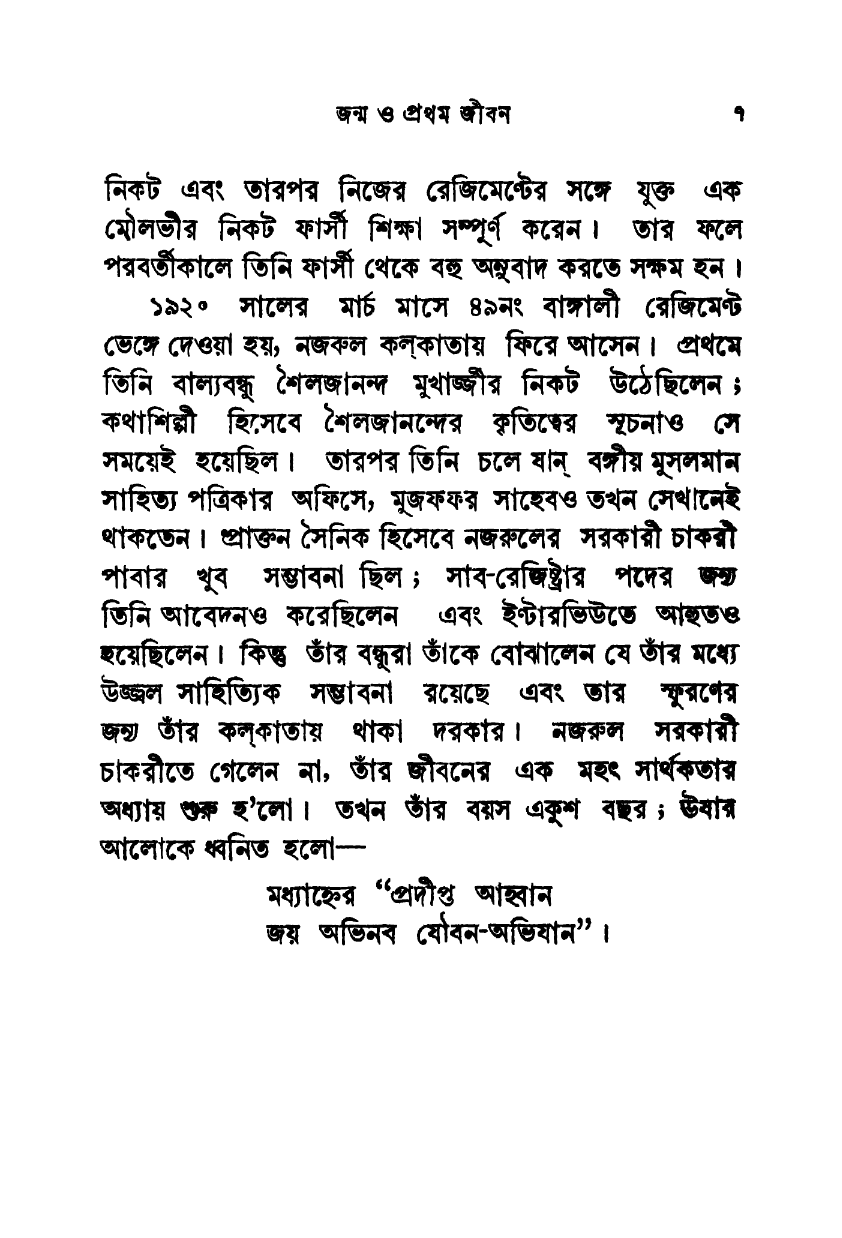 জন্ম ও প্রথম জীবন ৭
নিকট এবং তারপর নিজের রেজিমেণ্টের সঙ্গে যুক্ত এক
মৌলভীর নিকট ফার্সী শিক্ষা সম্পূর্ণ করেন। তার ফলে
পরবর্তীকালে তিনি ফার্সী থেকে বহু অনুবাদ করতে সক্ষম হন।
১৯২০ সালের মার্চ মাসে ৪৯নং বাঙ্গালী রেজিমেণ্ট
ভেঙ্গে দেওয়া হয়, নজরুল কল্‌কাতায় ফিরে আসেন। প্রথমে
তিনি বাল্যবন্ধু শৈলজানন্দ মুখার্জ্জীর নিকট উঠেছিলেন;
কথাশিল্পী হিসেবে শৈলজানন্দের কৃতিত্বের সূচনাও সে
সময়েই হয়েছিল। তারপর তিনি চলে যান্ বঙ্গীয় মুসলমান
সাহিত্য পত্রিকার অফিসে, মুজফফর সাহেবও তখন সেখানেই
থাকতেন। প্রাক্তন সৈনিক হিসেবে নজরুলের সরকারী চাকরী
পাবার খুব সম্ভাবনা ছিল; সাব-রেজিষ্ট্রার পদের জন্য
তিনি আবেদনও করেছিলেন এবং ইণ্টারভিউতে আহুতও
হয়েছিলেন। কিন্তু তাঁর বন্ধুরা তাঁকে বোঝালেন যে তাঁর মধ্যে
উজ্জ্বল সাহিত্যিক সম্ভাবনা রয়েছে এবং তার স্ফুরণের
জন্য তাঁর কল্‌কাতায় থাকা দরকার। নজরুল সরকারী
চাকরীতে গেলেন না, তাঁর জীবনের এক মহৎ সার্থকতার
অধ্যায় শুরু হ'লো। তখন তাঁর বয়স একুশ বছর; ঊষার
আলোকে ধ্বনিত হলো—
মধ্যাহ্নের “প্রদীপ্ত আহ্বান
জয় অভিনব যৌবন-অভিযান”।